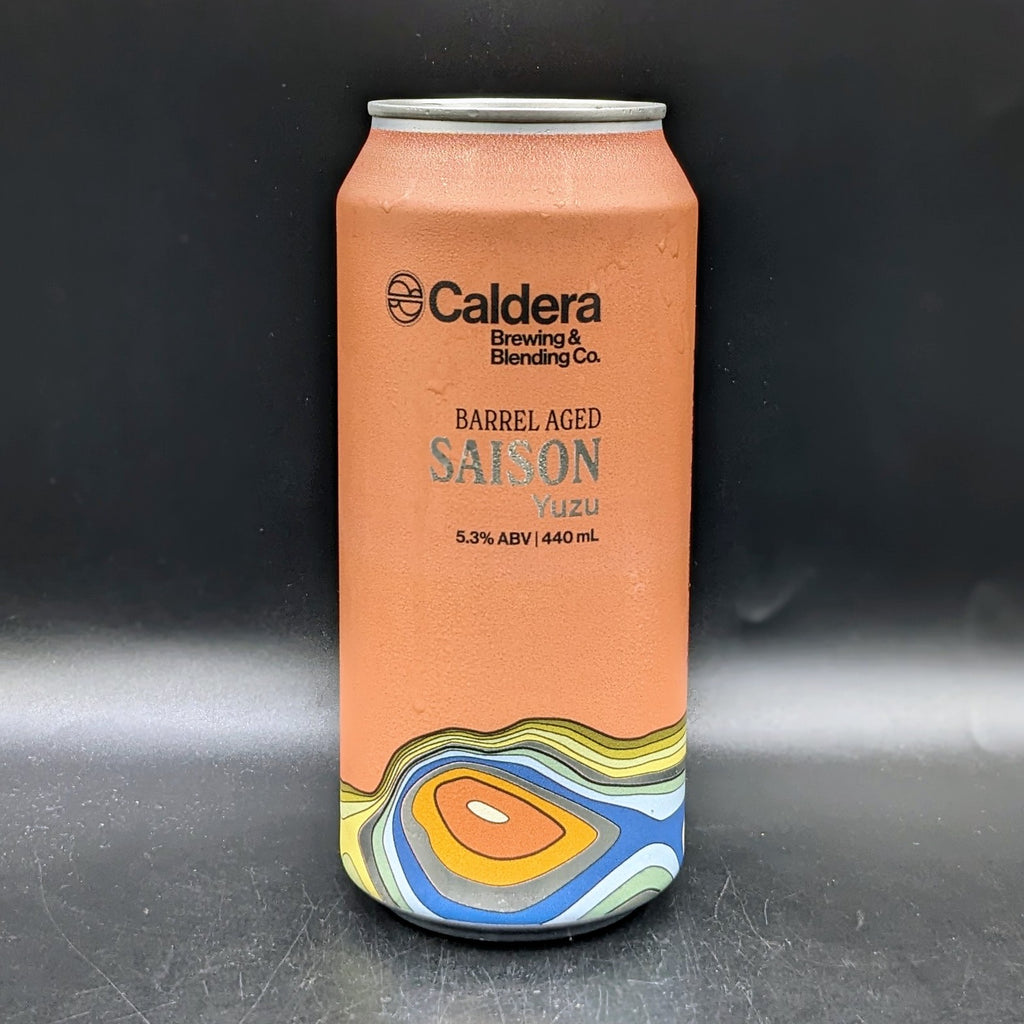 Caldera
Brewing &
Blending Co.
BARREL AGED
SAISON
Yuzu
5.3% ABV | 440 mL